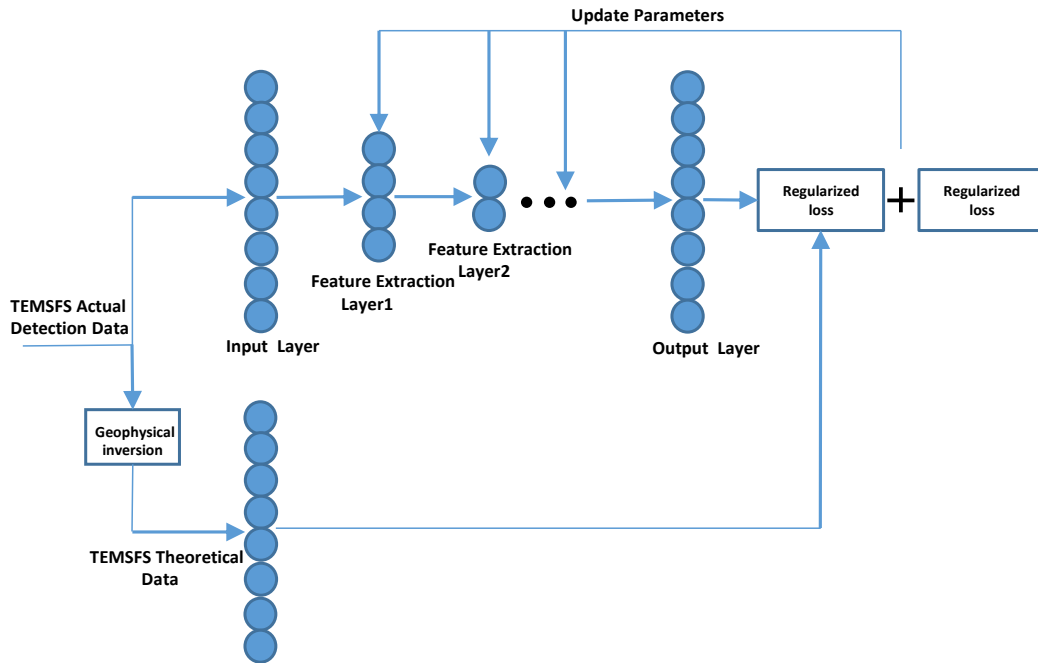 Update Parameters
Regularized
loss
+
Regularized
loss
Feature Extraction
Layer2
Feature Extraction
Layer1
TEMSFS Actual
Detection Data
Input Layer
Output Layer
Geophysical
inversion
TEMSFS Theoretical
Data